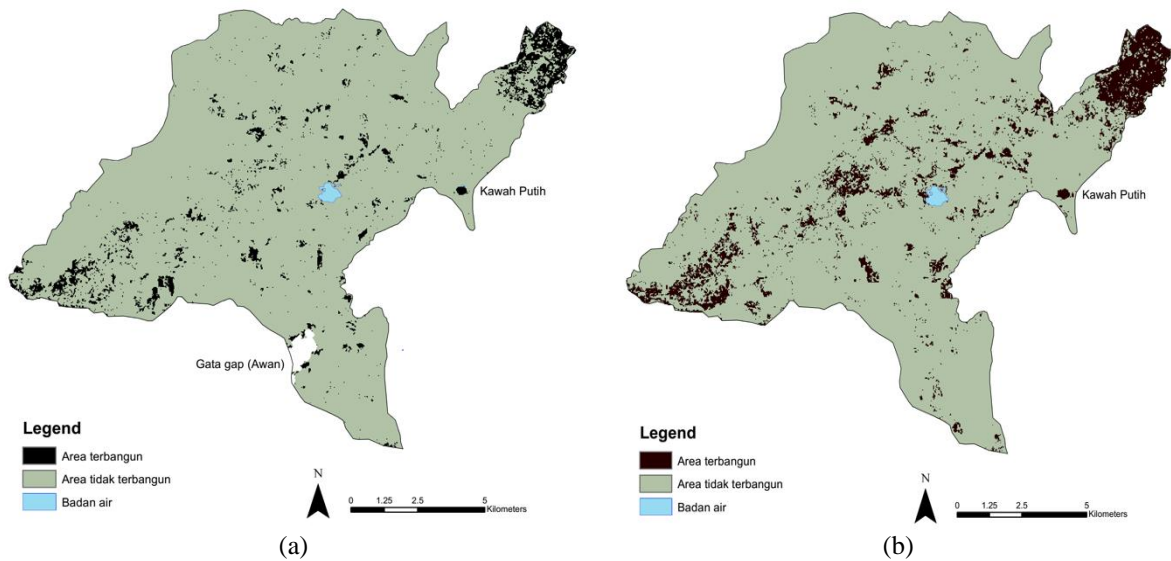 Kawah Putih
Gata gap (Awan)
Legend
Area terbangun
Area tidak terbangun
Badan air
N
0 1.25 2.5 5
Kilometers
(a)
Kawah Putih
Legend
Area terbangun
Area tidak terbangun
Badan air
N
0 1.25 2.5 5
Kilometers
(b)